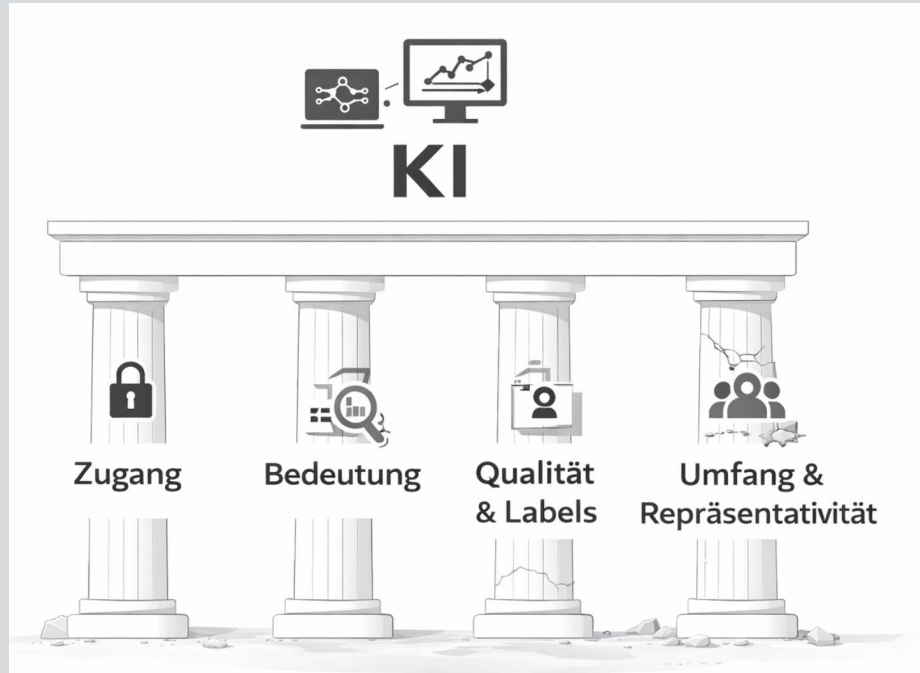 KI
Zugang
Bedeutung
Qualität
& Labels
Umfang &
Repräsentativität